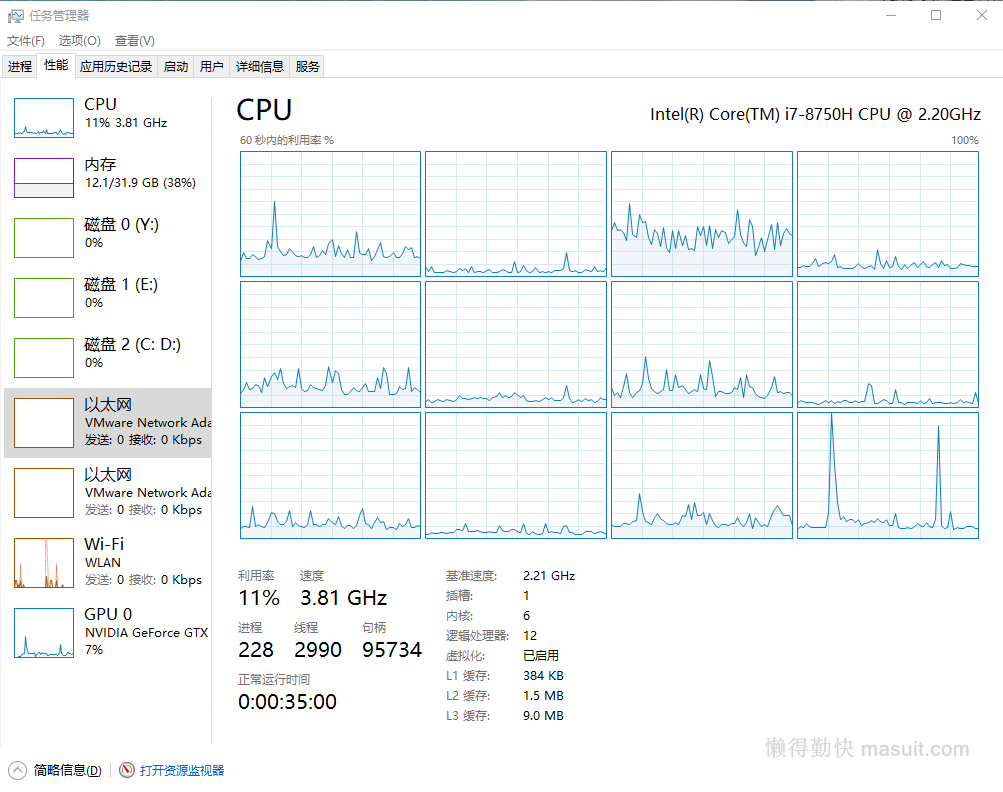 任务管理器
文件(F) 选项(O) 查看(V)
进程 性能 应用历史记录 启动 用户 详细信息 服务
CPU
11% 3.81 GHz
内存
12.1/31.9 GB (38%)
磁盘 0 (Y:)
0%
磁盘 1 (E:)
0%
磁盘 2 (C: D:)
0%
以太网
VMware Network Ada
发送: 0 接收: 0 Kbps
以太网
VMware Network Ada
发送: 0 接收: 0 Kbps
Wi-Fi
WLAN
发送: 0 接收: 0 Kbps
GPU 0
NVIDIA GeForce GTX
7%
CPU
Intel(R) Core(TM) i7-8750H CPU @ 2.20GHz
60 秒内的利用率 %
100%
利用率 速度
11% 3.81 GHz
进程 线程 句柄
228 2990 95734
正常运行时间
0:00:35:00
基准速度: 2.21 GHz
插槽: 1
内核: 6
逻辑处理器: 12
虚拟化: 已启用
L1 缓存: 384 KB
L2 缓存: 1.5 MB
L3 缓存: 9.0 MB
懒得勤快 masuit.com
简略信息(D) 打开资源监视器